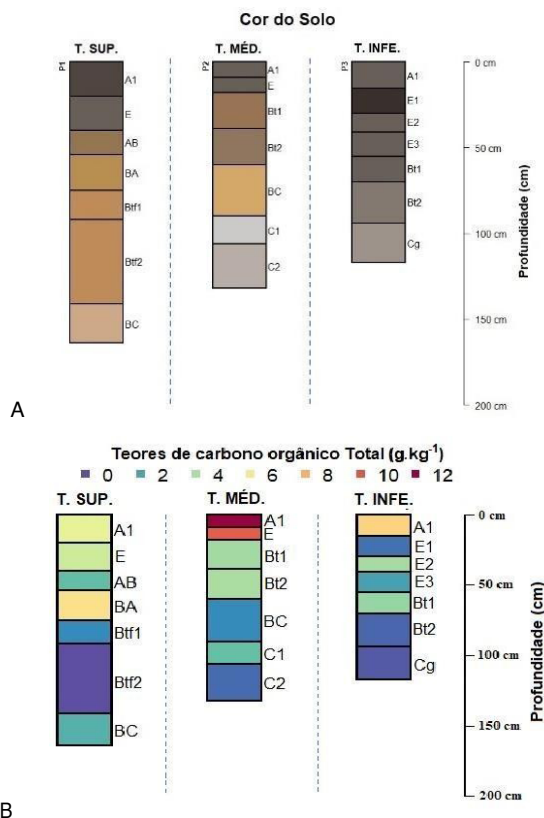 Cor do Solo
T. SUP. T. MÉD. T. INFE.
P1
A1
E
AB
BA
Btf1
Btf2
BC
P2
A1
E
Bt1
Bt2
BC
C1
C2
P3
A1
E1
E2
E3
Bt1
Bt2
Cg
0 cm
50 cm
100 cm
150 cm
200 cm
Profundidade (cm)
A
Teores de carbono orgânico Total (g.kg-1)
0 2 4 6 8 10 12
T. SUP. T. MÉD. T. INFE.
A1
E
AB
BA
Btf1
Btf2
BC
A1
E
Bt1
Bt2
BC
C1
C2
A1
E1
E2
E3
Bt1
Bt2
Cg
0 cm
50 cm
100 cm
150 cm
200 cm
Profundidade (cm)
B